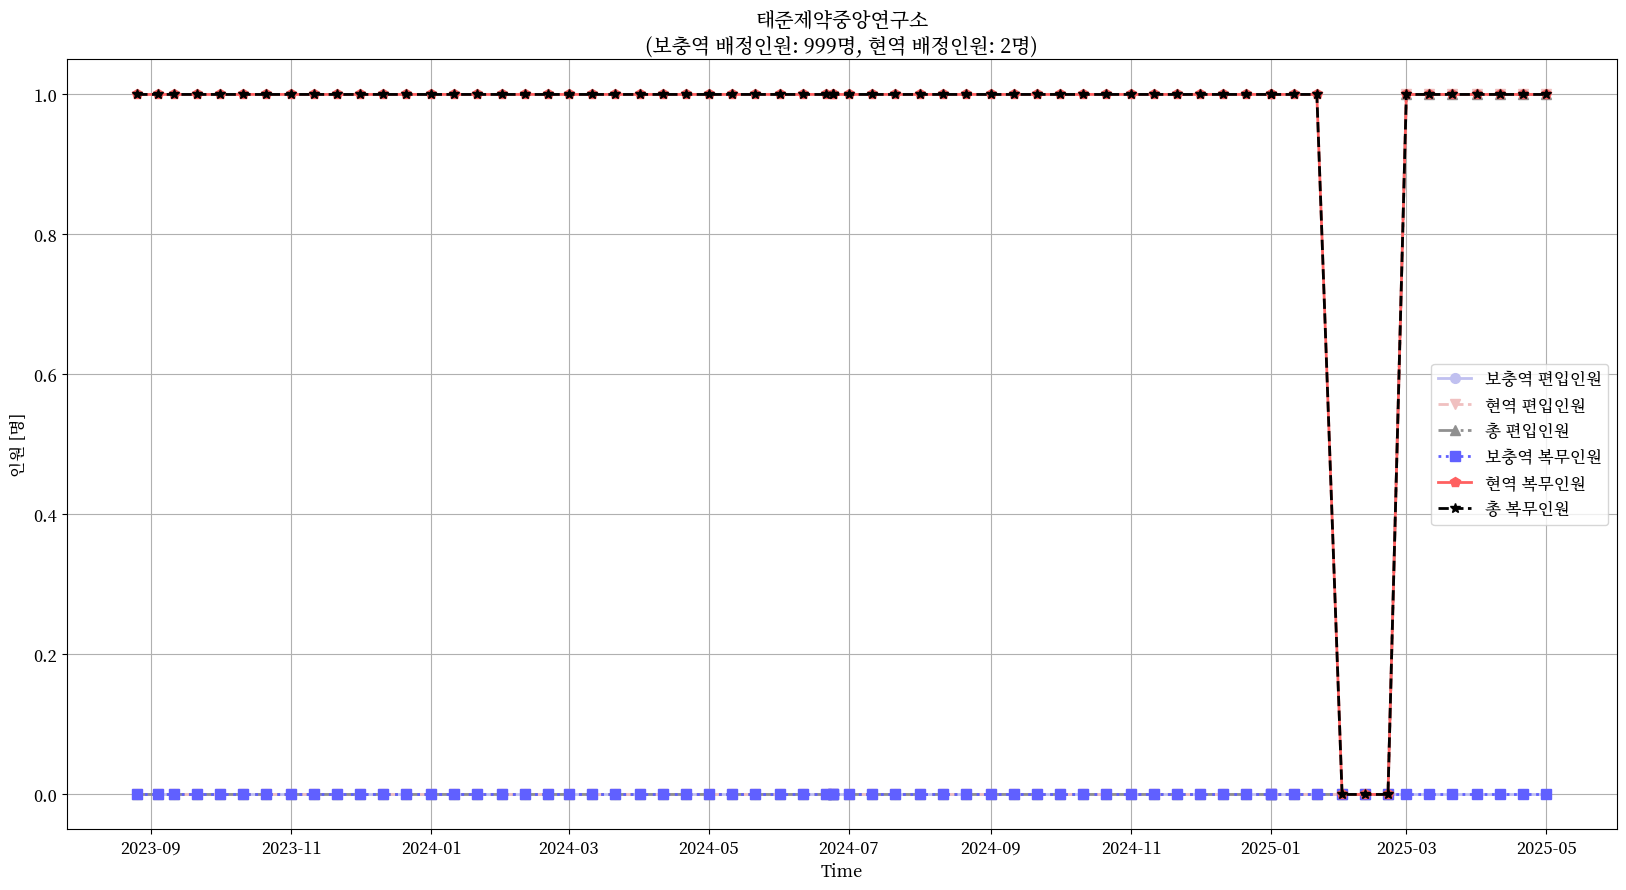 태준제약중앙연구소
(보충역 배정인원: 999명, 현역 배정인원: 2명)
1.0
0.8
0.6
0.4
0.2
0.0
인원 [명]
보충역 편입인원
현역 편입인원
총 편입인원
보충역 복무인원
현역 복무인원
총 복무인원
2023-09
2023-11
2024-01
2024-03
2024-05
2024-07
2024-09
2024-11
2025-01
2025-03
2025-05
Time